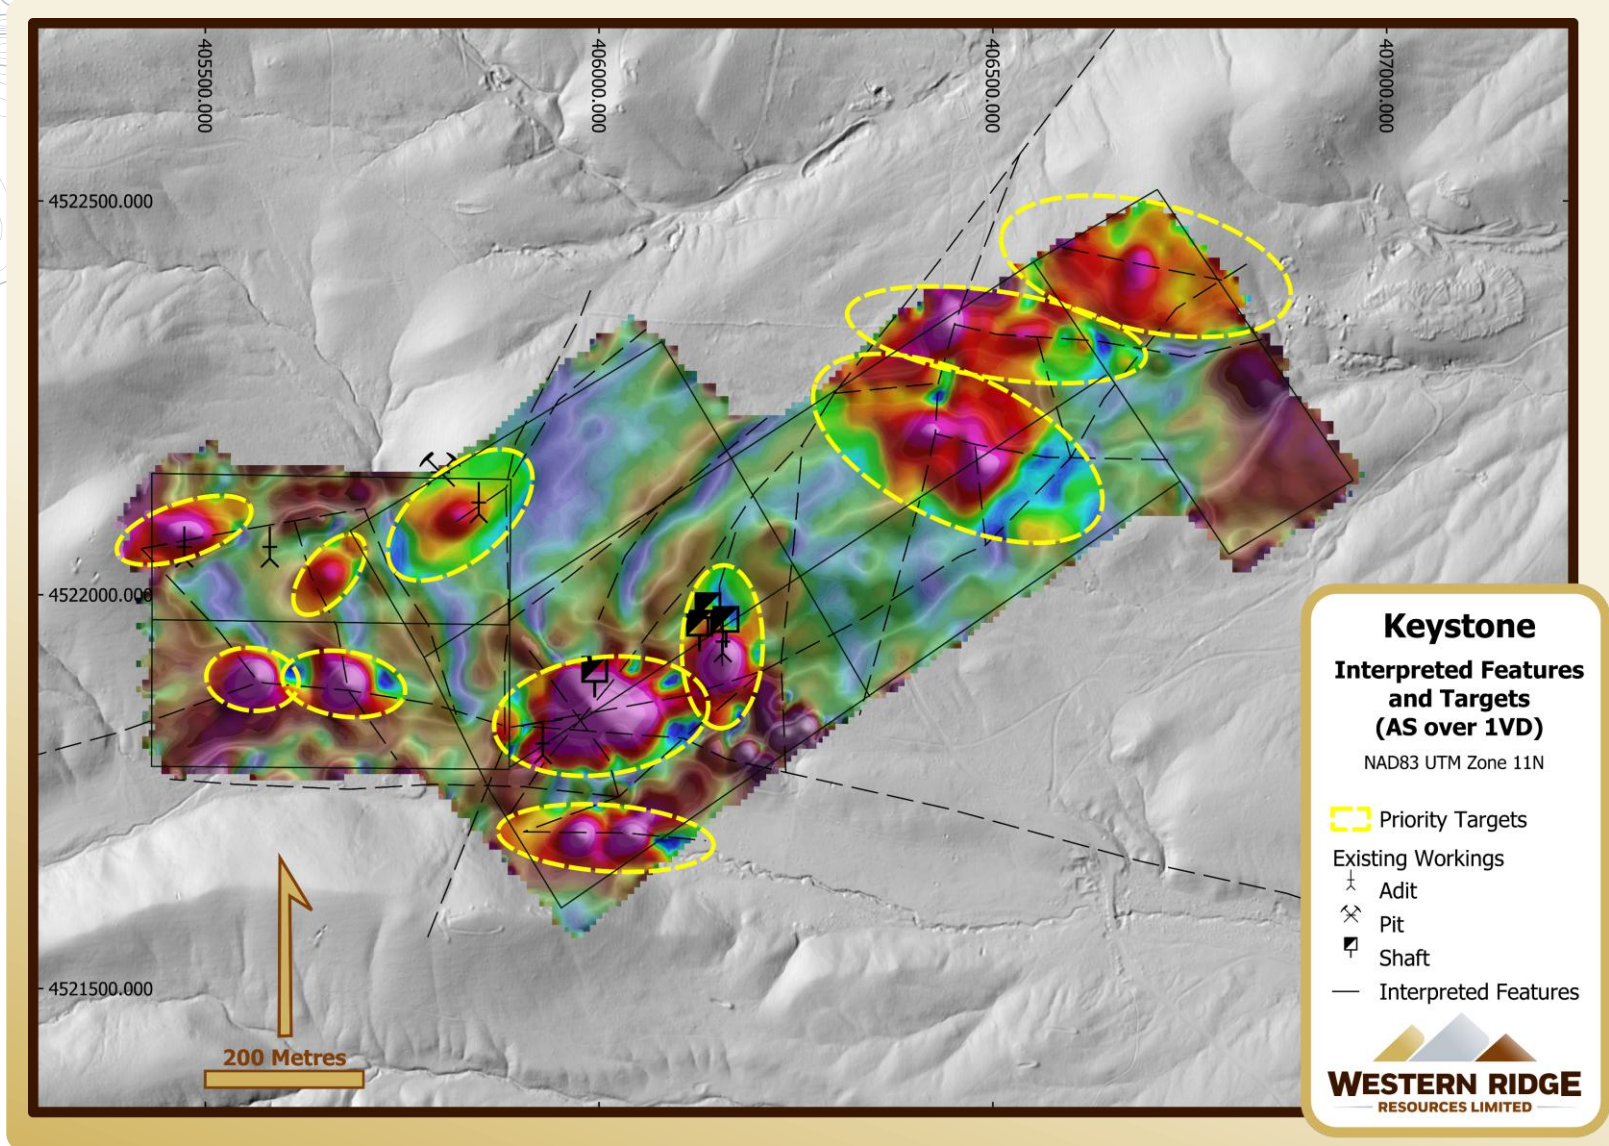 405500.000
406000.000
406500.000
407000.000
4522500.000
4522000.000
4521500.000
200 Metres
Keystone
Interpreted Features
and Targets
(AS over 1VD)
NAD83 UTM Zone 11N
Priority Targets
Existing Workings
Adit
Pit
Shaft
Interpreted Features
WESTERN RIDGE
RESOURCES LIMITED